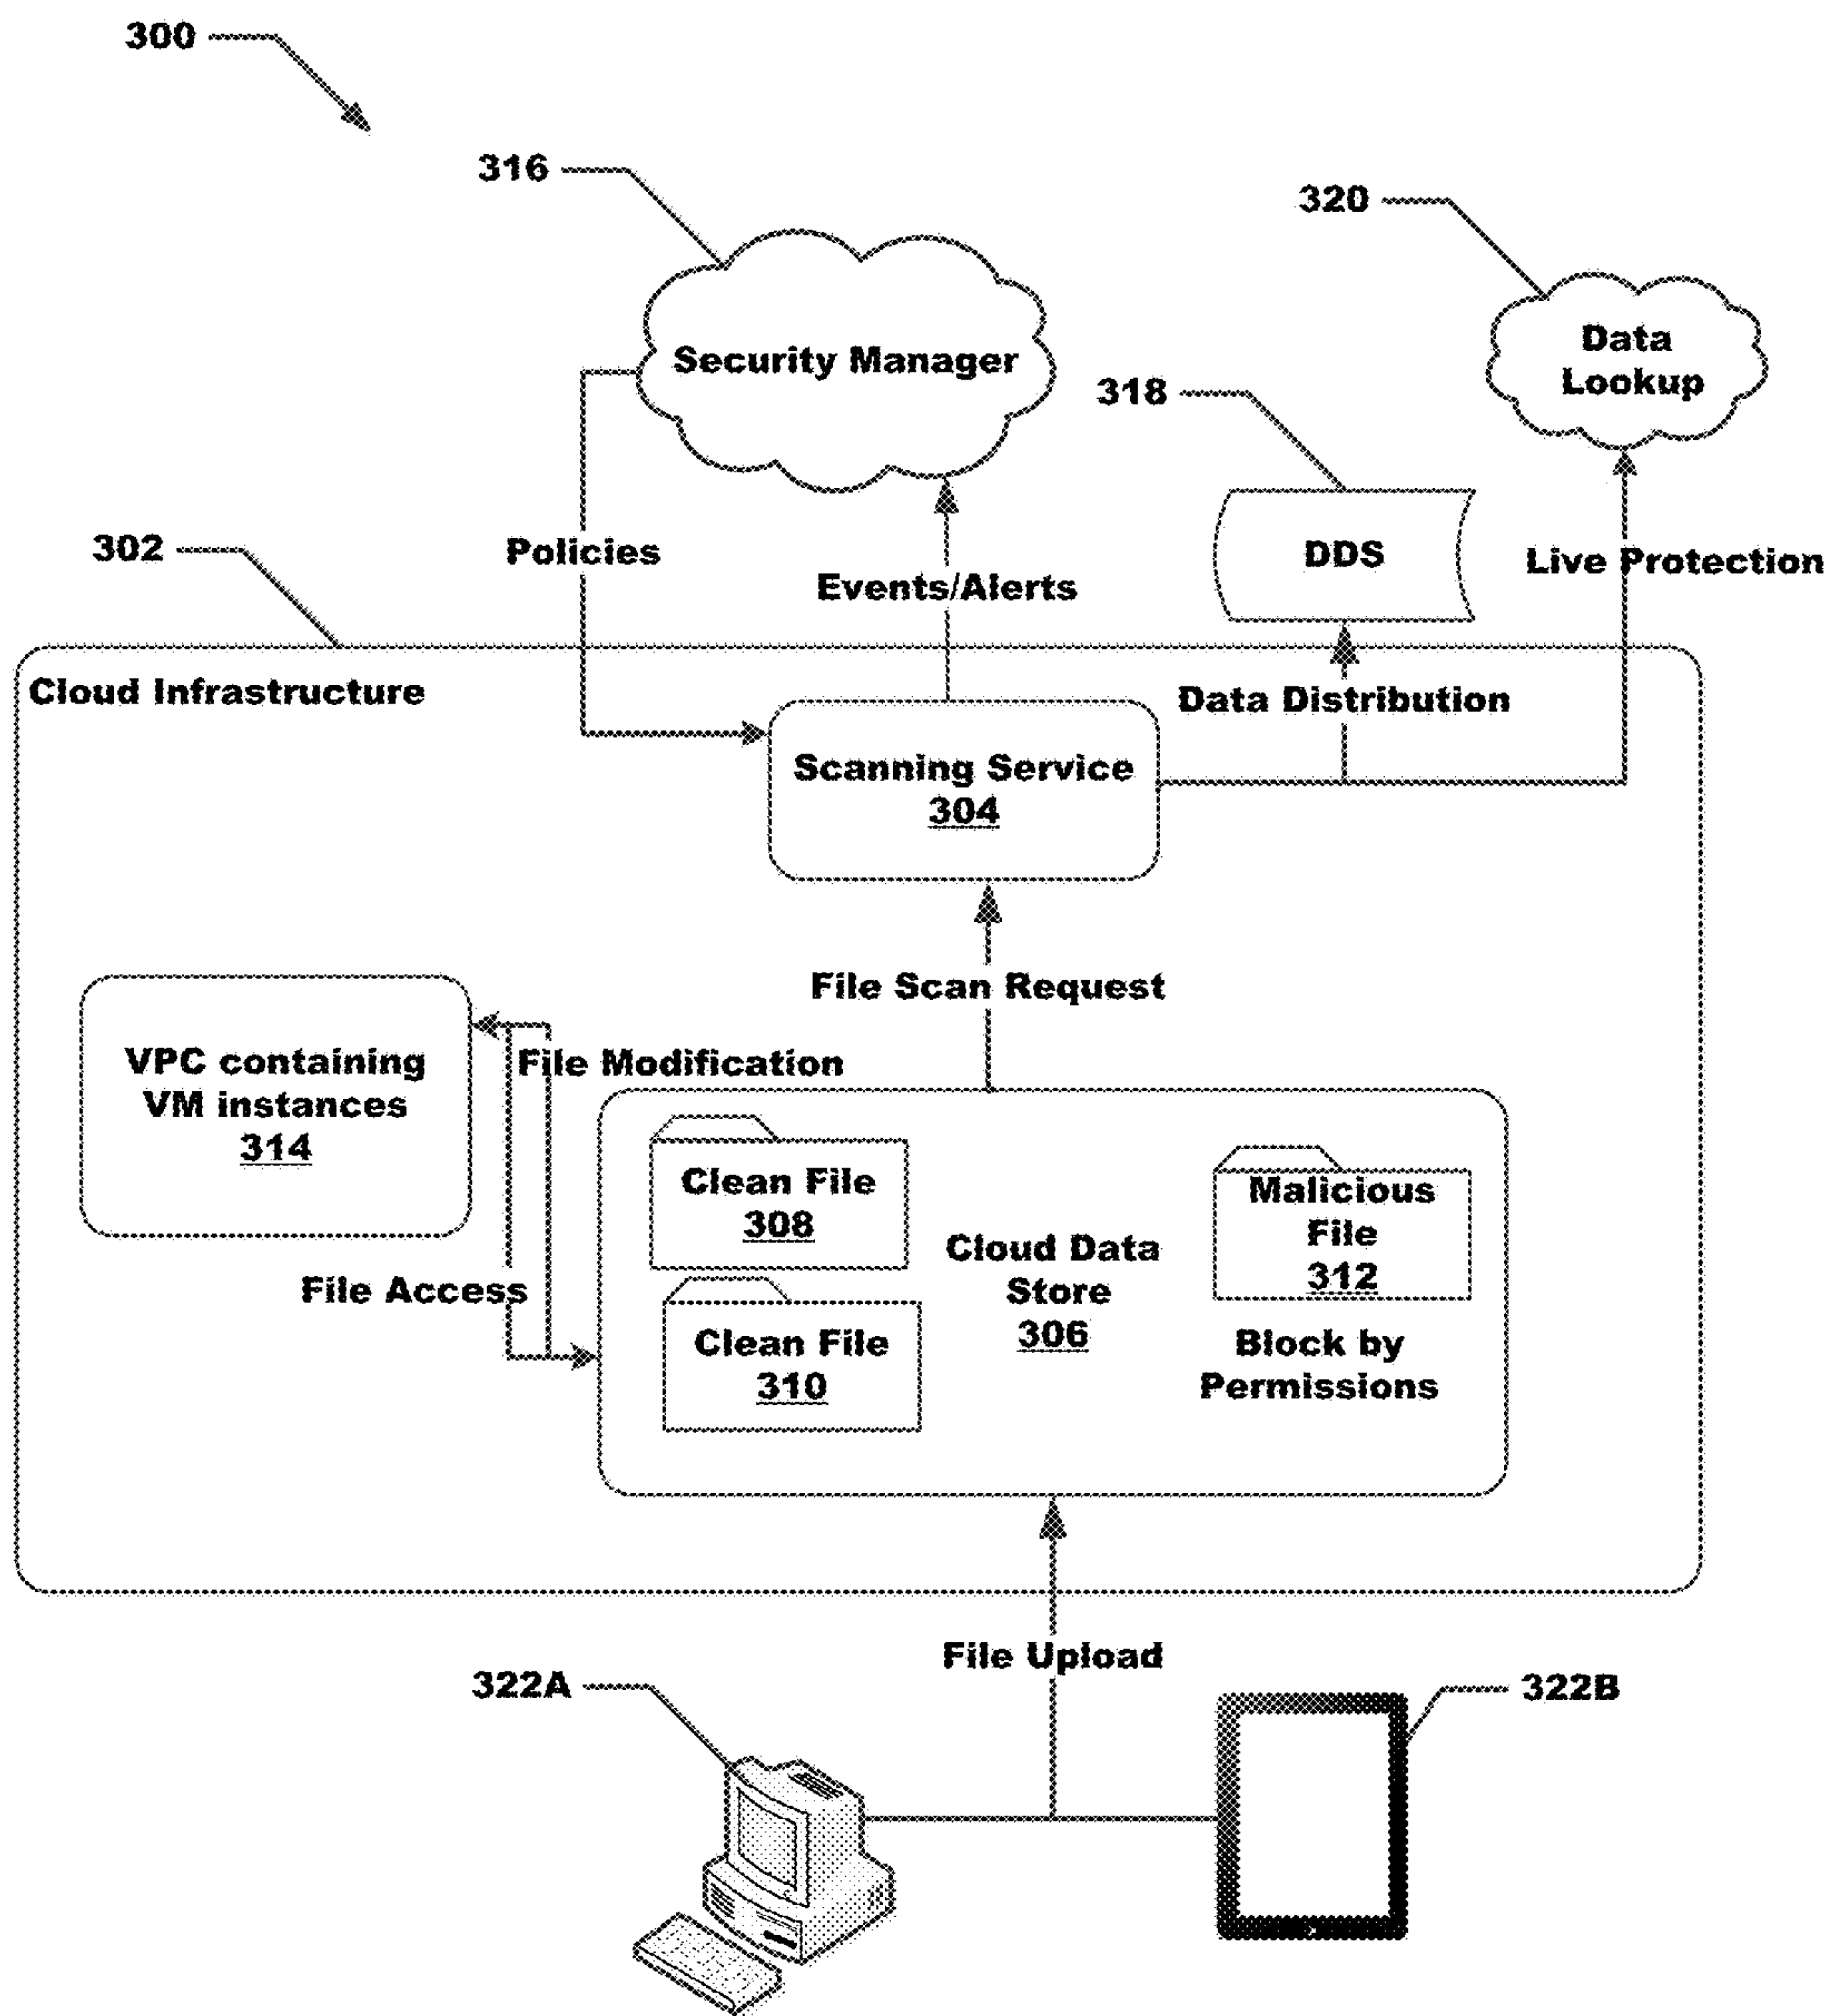 300
316
320
Security Manager
Data
Lookup
318
302
Policies
Events/Alerts
DDS
Live Protection
Cloud Infrastructure
Data Distribution
Scanning Service
304
File Scan Request
VPC containing
VM instances
314
File Modification
Clean File
308
Malicious
File
312
Cloud Data
Store
306
File Access
Clean File
310
Block by
Permissions
File Upload
322A
322B